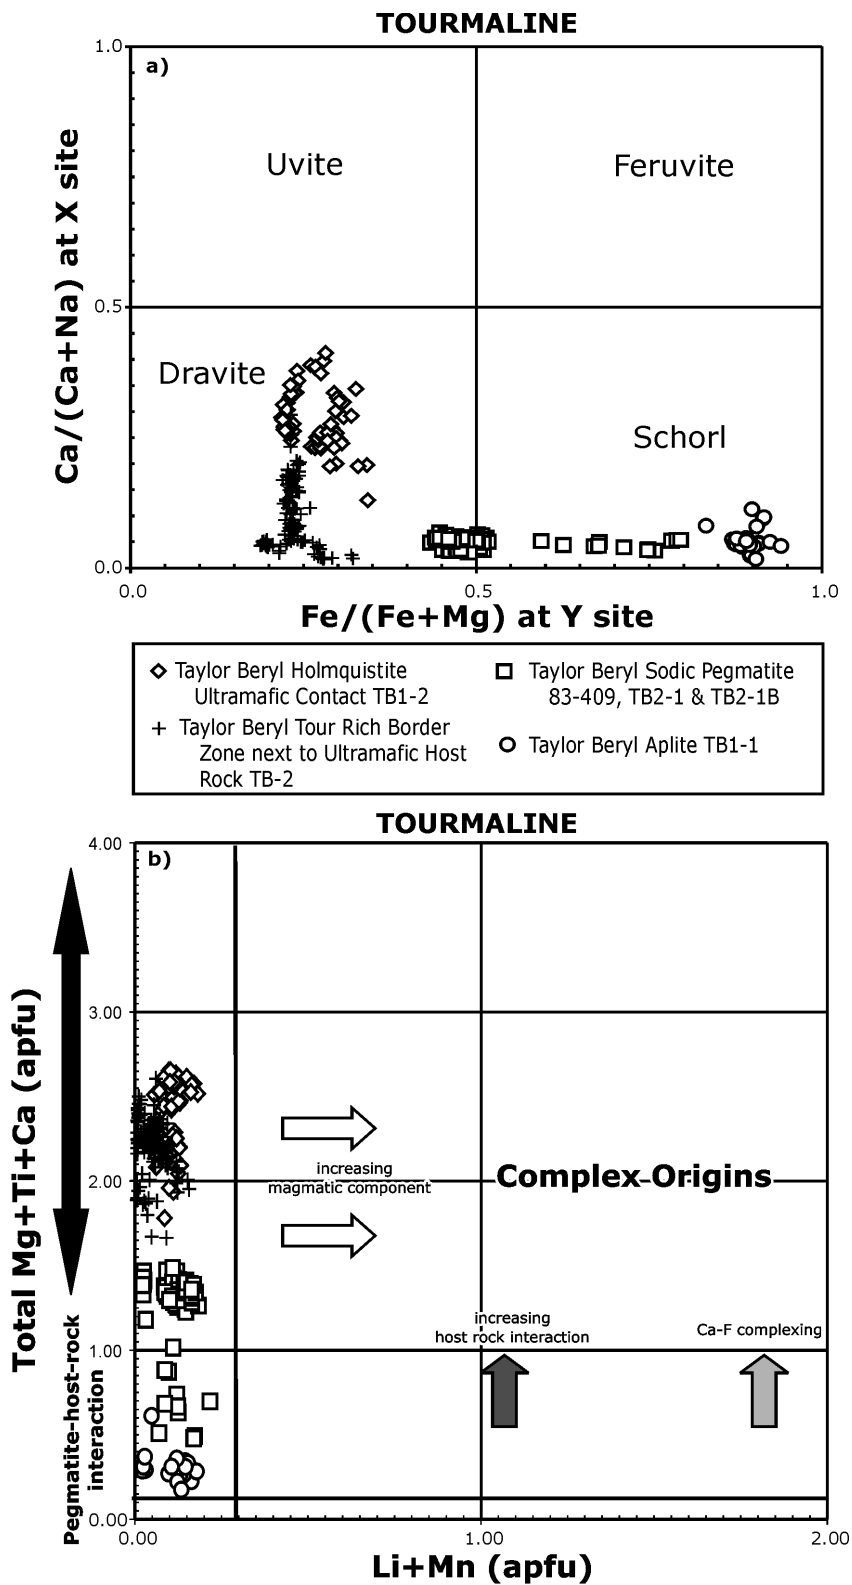 TOURMALINE
a)
1.0
0.5
0.0
Ca/(Ca+Na) at X site
Uvite
Feruvite
Dravite
Schorl
0.0
0.5
1.0
Fe/(Fe+Mg) at Y site
Taylor Beryl Holmquistite
Ultramafic Contact TB1-2
Taylor Beryl Tour Rich Border
Zone next to Ultramafic Host
Rock TB-2
Taylor Beryl Sodic Pegmatite
83-409, TB2-1 & TB2-1B
Taylor Beryl Aplite TB1-1
TOURMALINE
b)
4.00
3.00
2.00
1.00
0.00
Total Mg+Ti+Ca (apfu)
Pegmatite-host-rock
interaction
increasing
magmatic component
Complex Origins
increasing
host rock interaction
Ca-F complexing
0.00
1.00
2.00
Li+Mn (apfu)